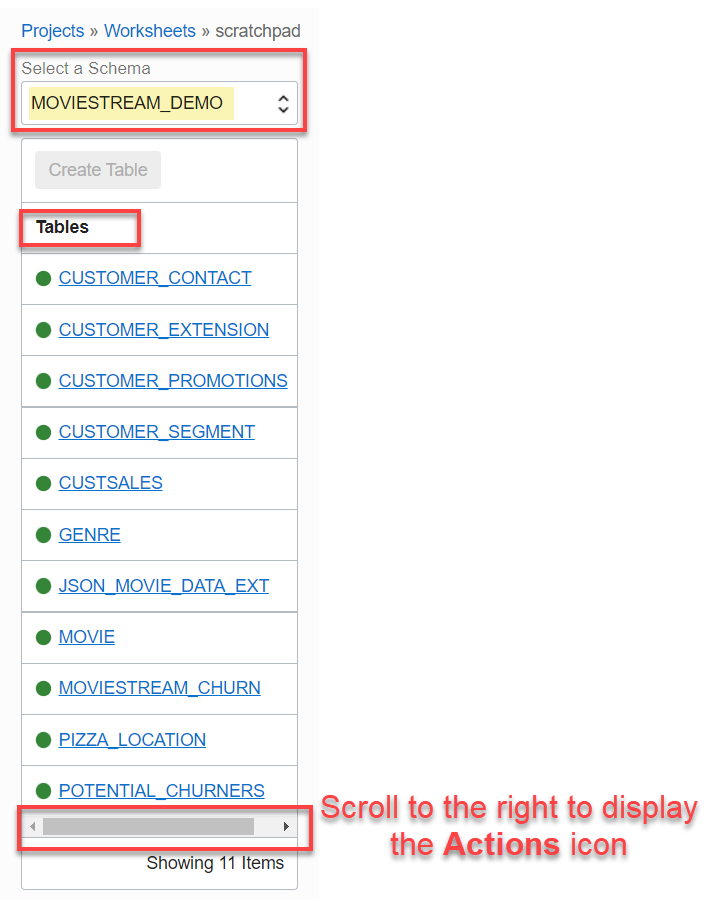 Projects » Worksheets » scratchpad
Select a Schema
MOVIESTREAM_DEMO
Create Table
Tables
CUSTOMER_CONTACT
CUSTOMER_EXTENSION
CUSTOMER_PROMOTIONS
CUSTOMER_SEGMENT
CUSTSALES
GENRE
JSON_MOVIE_DATA_EXT
MOVIE
MOVIESTREAM_CHURN
PIZZA_LOCATION
POTENTIAL_CHURNERS
Scroll to the right to display
the Actions icon
Showing 11 Items